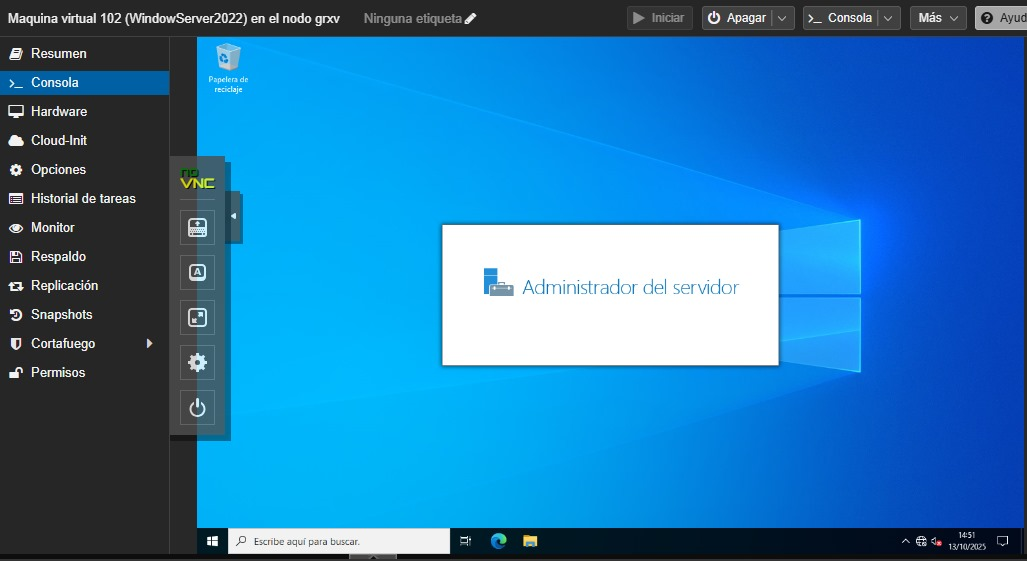 Maquina virtual 102 (WindowServer2022) en el nodo grxv
Ninguna etiqueta
Iniciar
Apagar
Consola
Más
Ayud
Resumen
Consola
Hardware
Cloud-Init
Opciones
Historial de tareas
Monitor
Respaldo
Replicación
Snapshots
Cortafuego
Permisos
no
VNC
A
Papelera de
reciclaje
Administrador del servidor
Escribe aquí para buscar.
14:51
13/10/2025